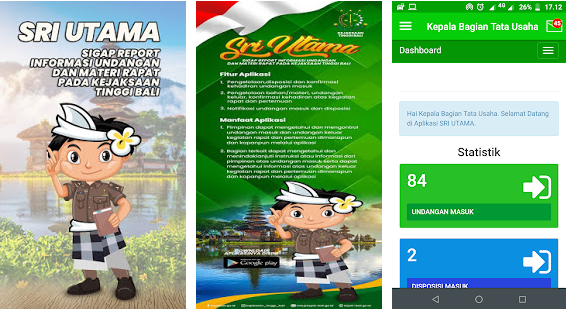 SRI UTAMA
SIGAP REPORT
INFORMASI UNDANGAN
DAN MATERI RAPAT
PADA KEJAKSAAN
TINGGI BALI
KEJAKSAAN
TINGGI BALI
Sri Utama
SIGAP REPORT INFORMASI UNDANGAN
DAN MATERI RAPAT PADA KEJAKSAAN TINGGI BALI
Fitur Aplikasi
1. Pengelolaan,disposisi dan konfirmasi
kehadiran undangan masuk
2. Pengelolaan bahan/materi, undangan
keluar, konfirmasi atas kegiatan
rapat dan pertemuan
3. Notifikasi undangan masuk dan disposisi
Manfaat Aplikasi
1. Pimpinan dapat mengetahui dan mengontrol
undangan masuk dan undangan keluar
kegiatan rapat dan pertemuan dimanapun
dan kapanpun melalui aplikasi
2. Bagian terkait dapat mengetahui dan
menindaklanjuti instruksi atau informasi dari
pimpinan atas undangan masuk serta dapat
mengetahui informasi atas undangan keluar
kegiatan rapat dan pertemuan dimanapun
dan kapanpun melalui aplikasi
DOWNLOAD
Google play
4G
26%
17.12
Kepala Bagian Tata Usaha
45
Dashboard
Hai Kepala Bagian Tata Usaha. Selamat Datang
di Aplikasi SRI UTAMA.
Statistik
84
UNDANGAN MASUK
2
DISPOSISI MASUK